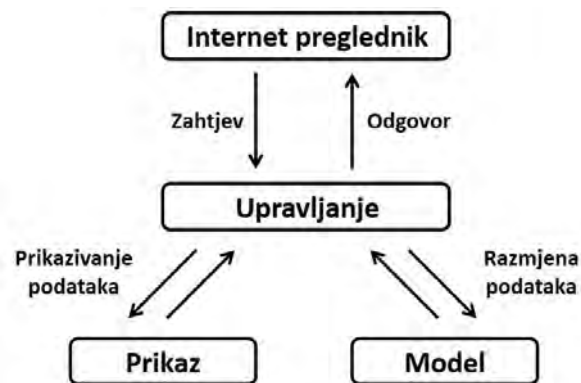 Internet preglednik
Zahtjev
Odgovor
Upravljanje
Prikazivanje
podataka
Razmjena
podataka
Prikaz
Model